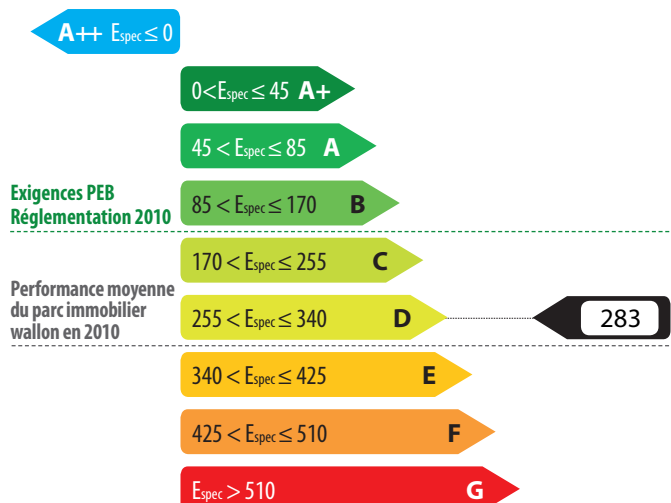 A++ Espec ≤ 0
0<Espec ≤ 45 A+
45 < Espec ≤ 85 A
Exigences PEB
Réglementation 2010
85 < Espec ≤ 170 B
170 < Espec ≤ 255 C
Performance moyenne
du parc immobilier
wallon en 2010
255 < Espec ≤ 340 D
283
340 < Espec ≤ 425 E
425 < Espec ≤ 510 F
Espec > 510 G